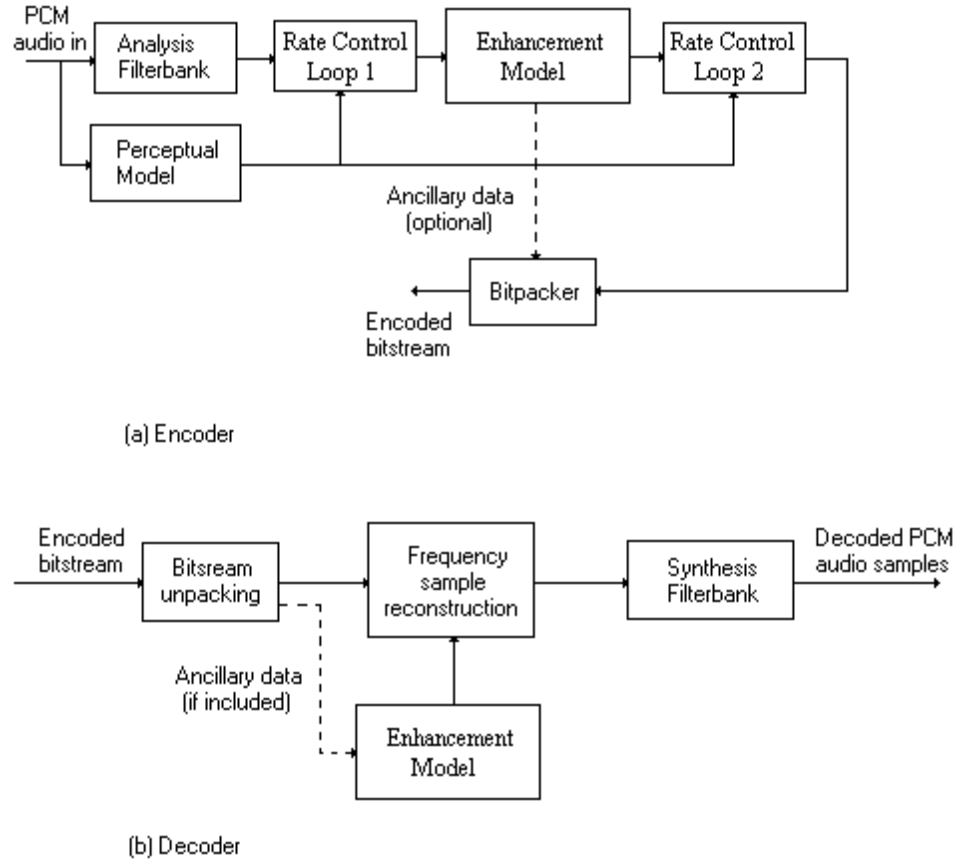 PCM
audio in
Analysis
Filterbank
Rate Control
Loop 1
Enhancement
Model
Rate Control
Loop 2
Perceptual
Model
Ancillary data
(optional)
Bitpacker
Encoded
bitstream
(a) Encoder
Encoded
bitstream
Bitsream
unpacking
Frequency
sample
reconstruction
Synthesis
Filterbank
Decoded PCM
audio samples
Ancillary data
(if included)
Enhancement
Model
(b) Decoder